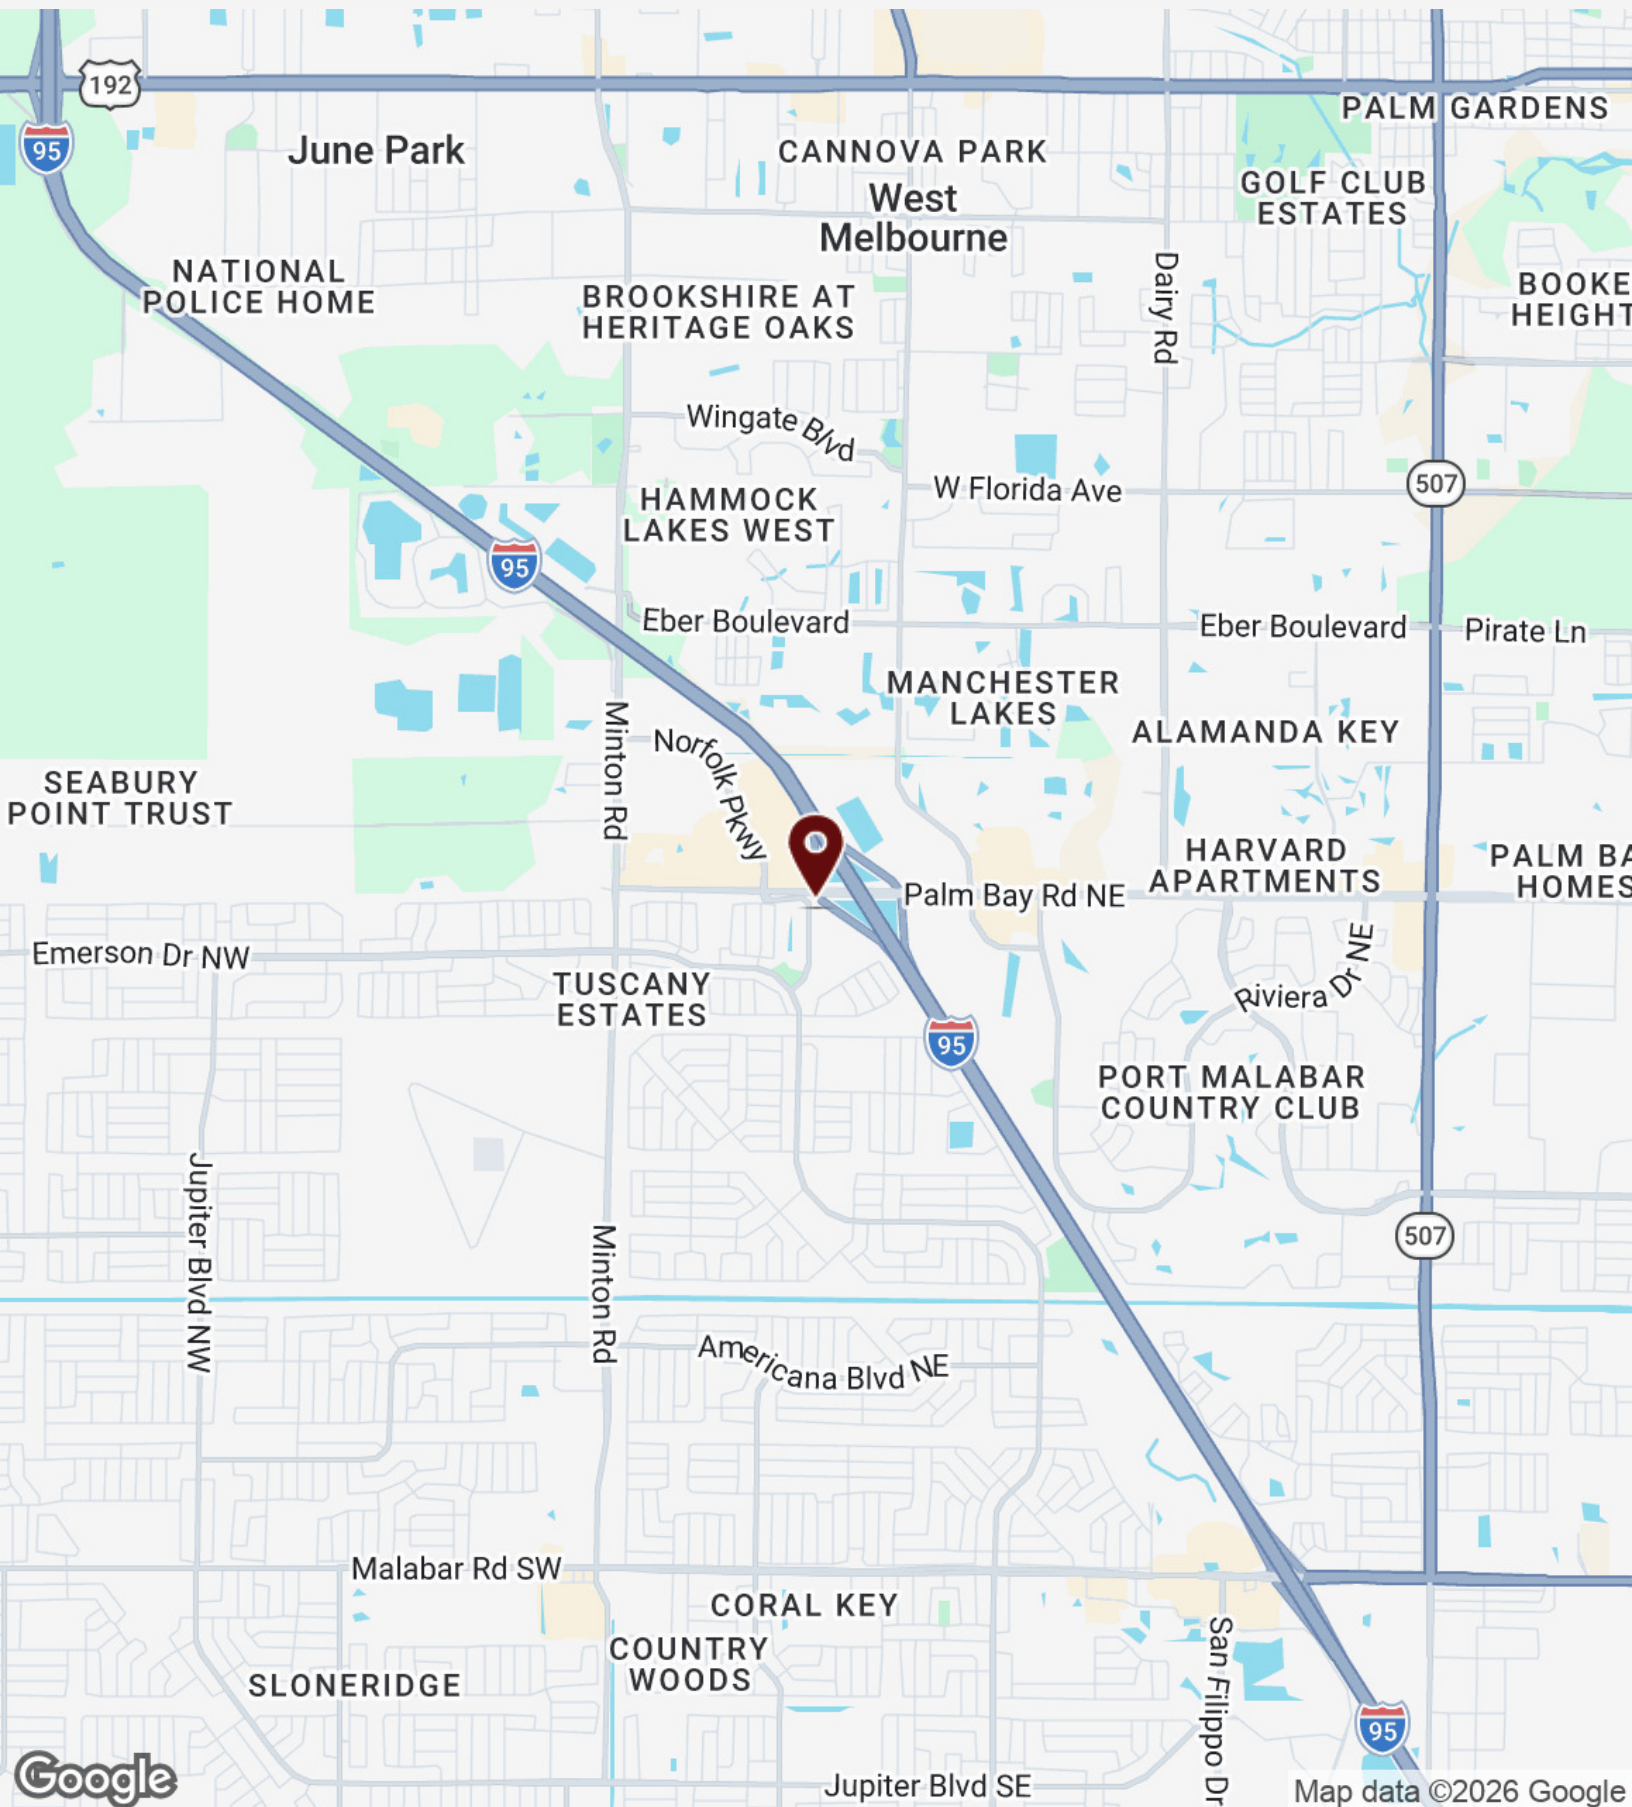 192
PALM GARDENS
95
June Park
CANNOVA PARK
West
Melbourne
GOLF CLUB
ESTATES
NATIONAL
POLICE HOME
BROOKSHIRE AT
HERITAGE OAKS
Dairy Rd
BOOKE
HEIGHT
Wingate Blvd
W Florida Ave
507
HAMMOCK
LAKES WEST
95
Eber Boulevard
Eber Boulevard
Pirate Ln
MANCHESTER
LAKES
ALAMANDA KEY
Minton Rd
Norfolk Pkwy
SEABURY
POINT TRUST
HARVARD
APARTMENTS
PALM BA
HOMES
Palm Bay Rd NE
Emerson Dr NW
TUSCANY
ESTATES
Riviera Dr NE
95
PORT MALABAR
COUNTRY CLUB
Jupiter Blvd NW
Minton Rd
507
Americana Blvd NE
Malabar Rd SW
CORAL KEY
COUNTRY
WOODS
SLONERIDGE
San Filippo Dr
95
Google
Jupiter Blvd SE
Map data ©2026 Google